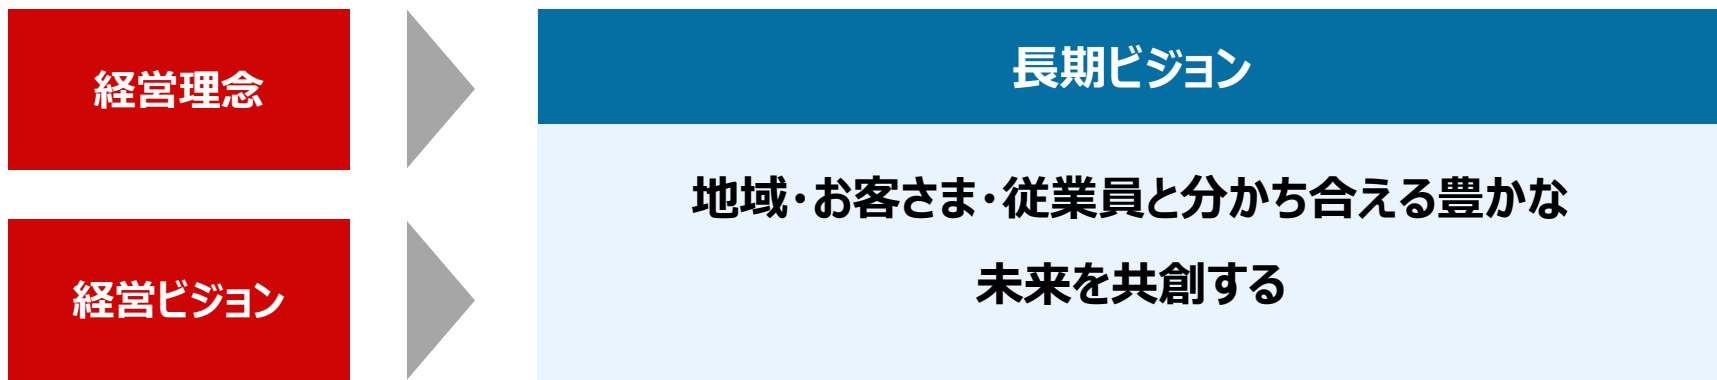 経営理念
経営ビジョン
長期ビジョン
地域・お客さま・従業員と分かち合える豊かな
未来を共創する